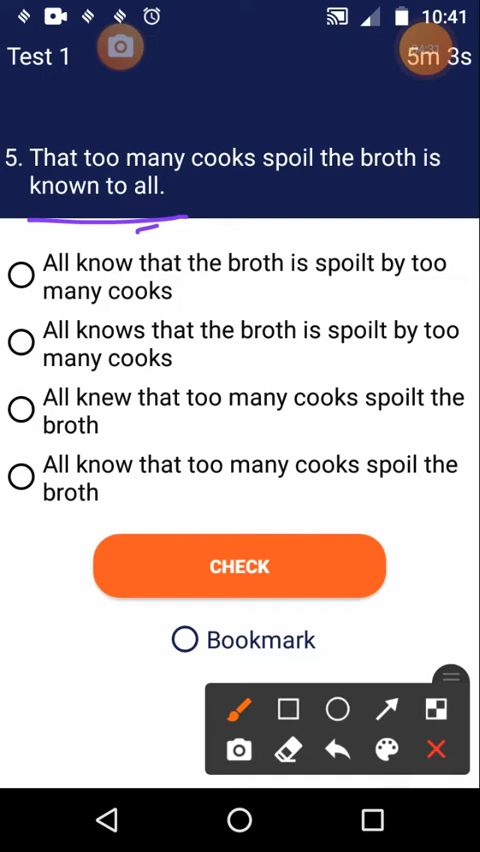 10:41
Test 1
5m 3s
5. That too many cooks spoil the broth is
known to all.
All know that the broth is spoilt by too
many cooks
All knows that the broth is spoilt by too
many cooks
All knew that too many cooks spoilt the
broth
All know that too many cooks spoil the
broth
CHECK
Bookmark